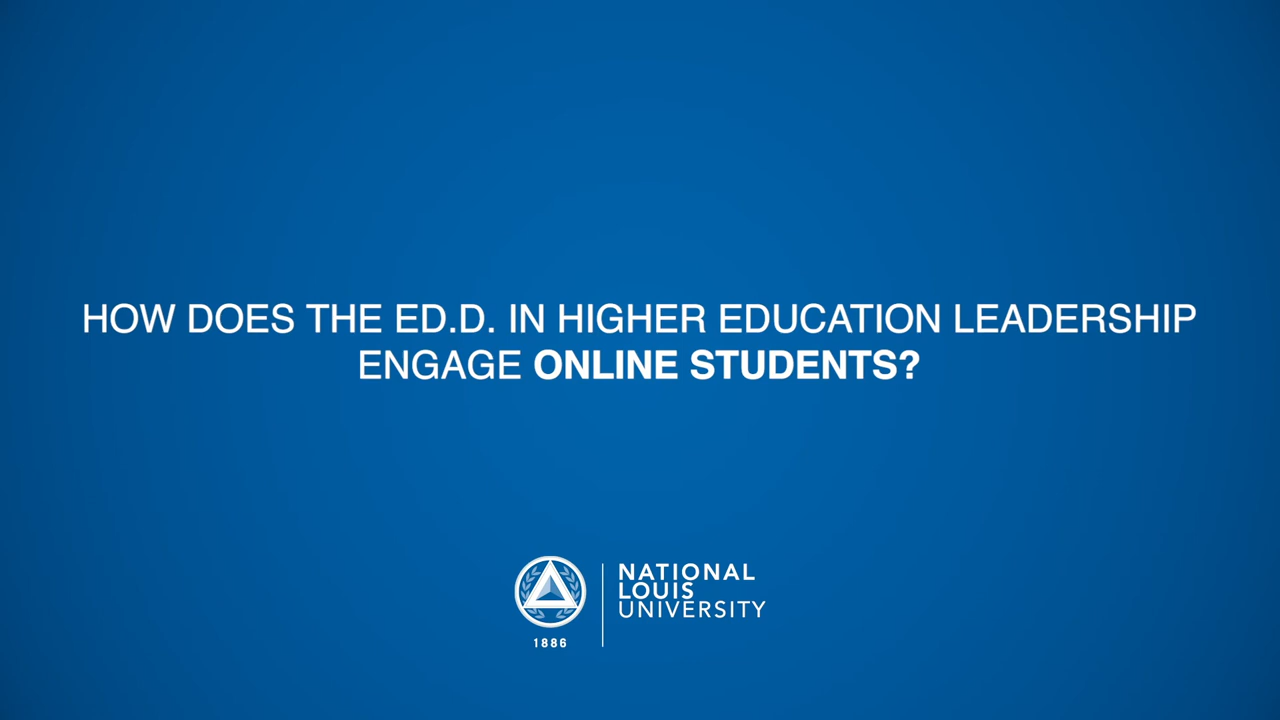 HOW DOES THE ED.D. IN HIGHER EDUCATION LEADERSHIP
ENGAGE ONLINE STUDENTS?
NATIONAL
LOUIS
UNIVERSITY
1886